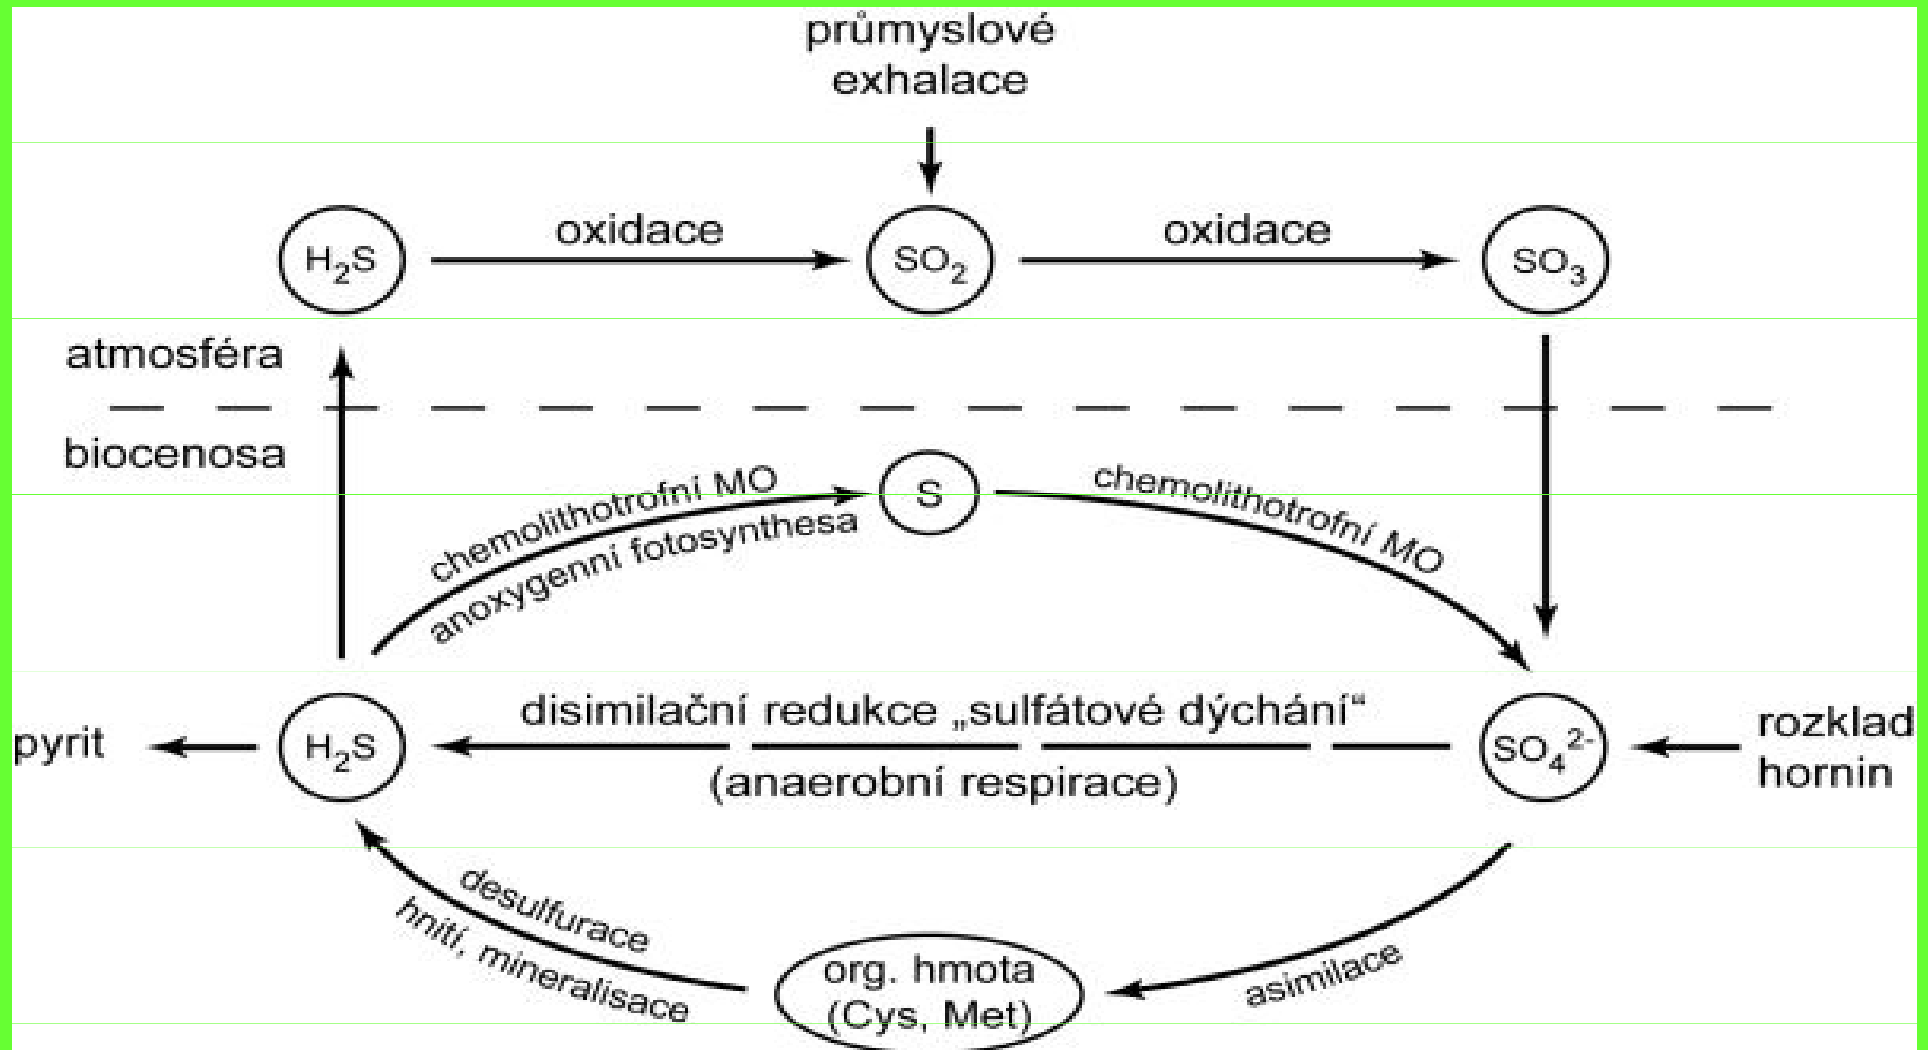 průmyslové
exhalace
oxidace
oxidace
H₂S
SO₂
SO₃
atmosféra
biocenosa
chemolithotrofní MO
anoxygenní fotosynthesa
S
chemolithotrofní MO
disimilační redukce „sulfátové dýchání“
(anaerobní respirace)
pyrit
H₂S
SO₄²⁻
rozklad
hornin
desulfurace
hnití, mineralisace
org. hmota
(Cys, Met)
asimilace